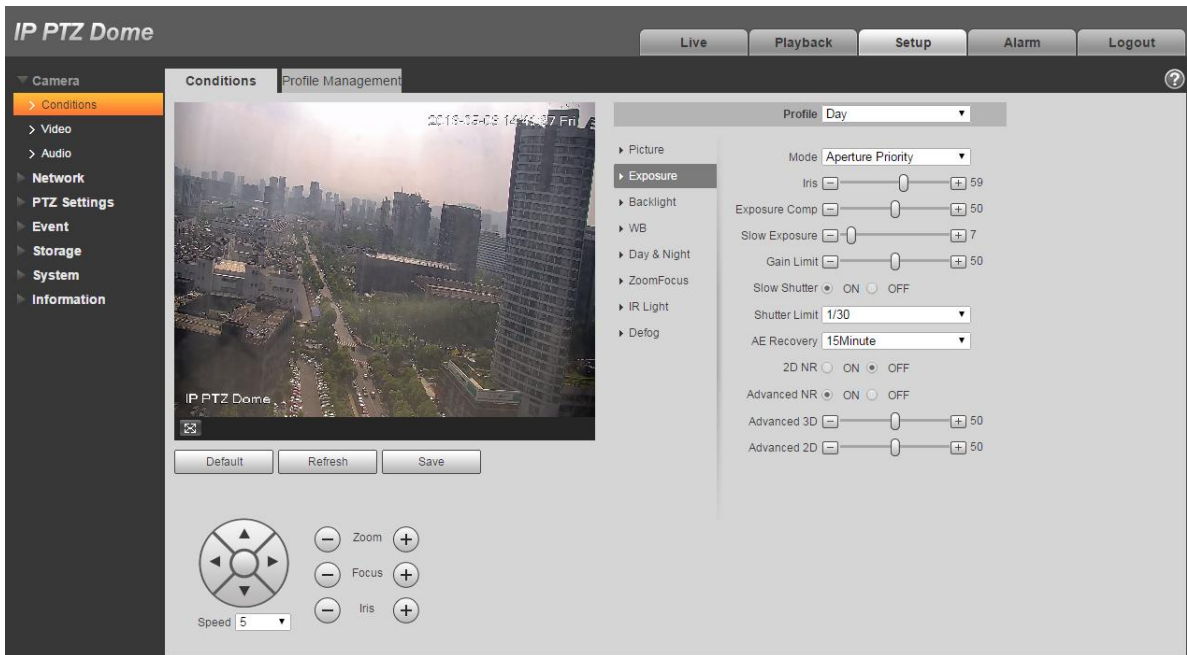 IP PTZ Dome
Live Playback Setup Alarm Logout
Camera
Conditions
Video
Audio
Network
PTZ Settings
Event
Storage
System
Information
Conditions Profile Management
?
Fri
IP PTZ Dome
Default Refresh Save
Zoom
Focus
Iris
Speed 5
Profile Day
Picture
Exposure
Backlight
WB
Day & Night
ZoomFocus
IR Light
Defog
Mode Aperture Priority
Iris 59
Exposure Comp 50
Slow Exposure 7
Gain Limit 50
Slow Shutter ON OFF
Shutter Limit 1/30
AE Recovery 15Minute
2D NR ON OFF
Advanced NR ON OFF
Advanced 3D 50
Advanced 2D 50